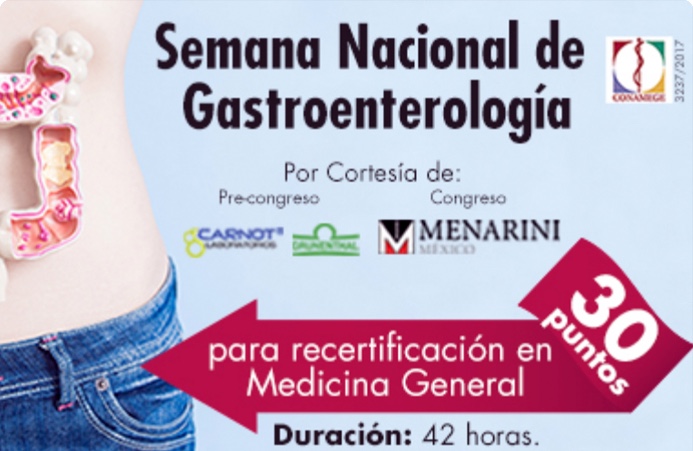 Semana Nacional de
Gastroenterología
CONAMEGE
3237/2017
Por Cortesía de:
Pre-congreso
Congreso
CARNOT®
LABORATORIOS
GRÜNENTHAL
MENARINI
MÉXICO
30
puntos
para recertificación en
Medicina General
Duración: 42 horas.